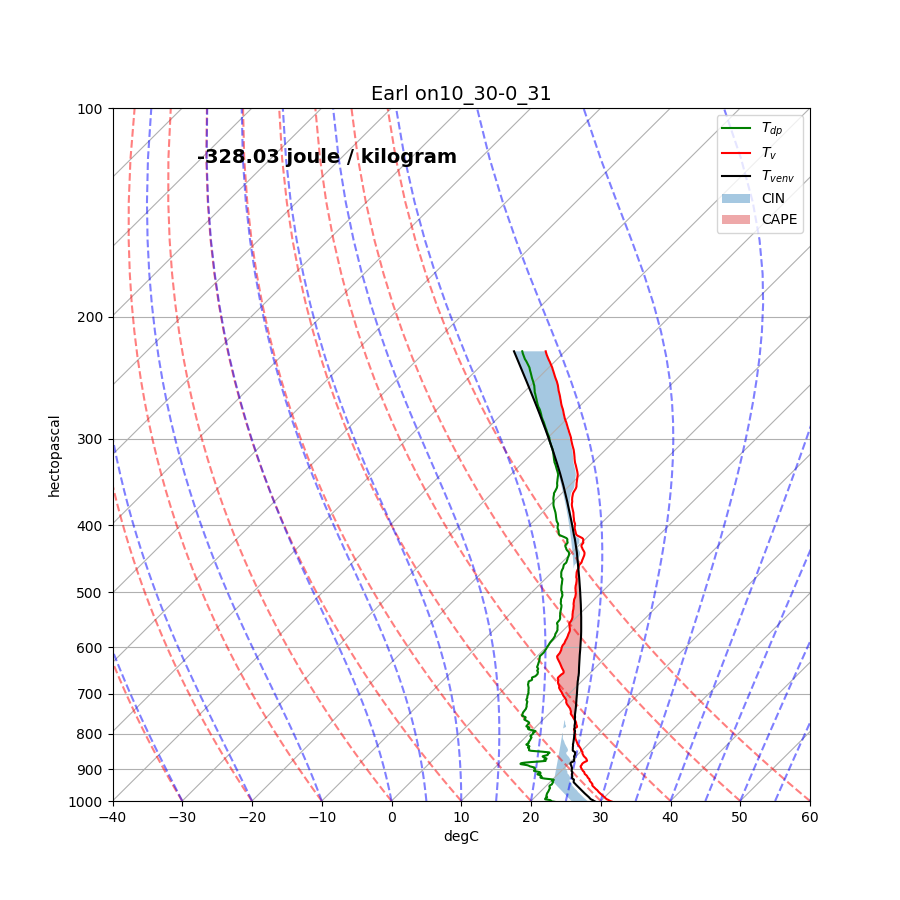 Earl on10_30-0_31
-328.03 joule / kilogram
T_dp
T_v
T_venv
CIN
CAPE
100
200
300
400
500
600
700
800
900
1000
hectopascal
−40 −30 −20 −10 0 10 20 30 40 50 60
degC